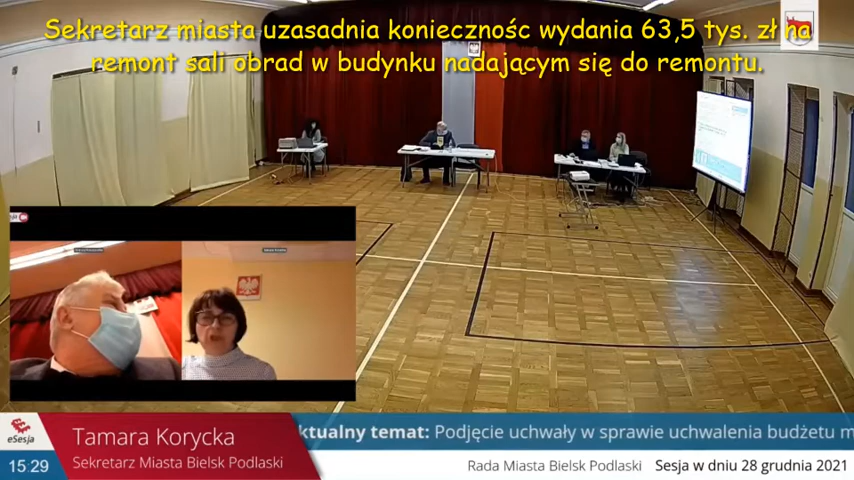 Sekretarz miasta uzasadnia koniecznośc wydania 63,5 tys. zł na
remont sali obrad w budynku nadającym się do remontu.
eSesja
15:29
Tamara Korycka
Sekretarz Miasta Bielsk Podlaski
ktualny temat: Podjęcie uchwały w sprawie uchwalenia budżetu m
Rada Miasta Bielsk Podlaski Sesja w dniu 28 grudnia 2021